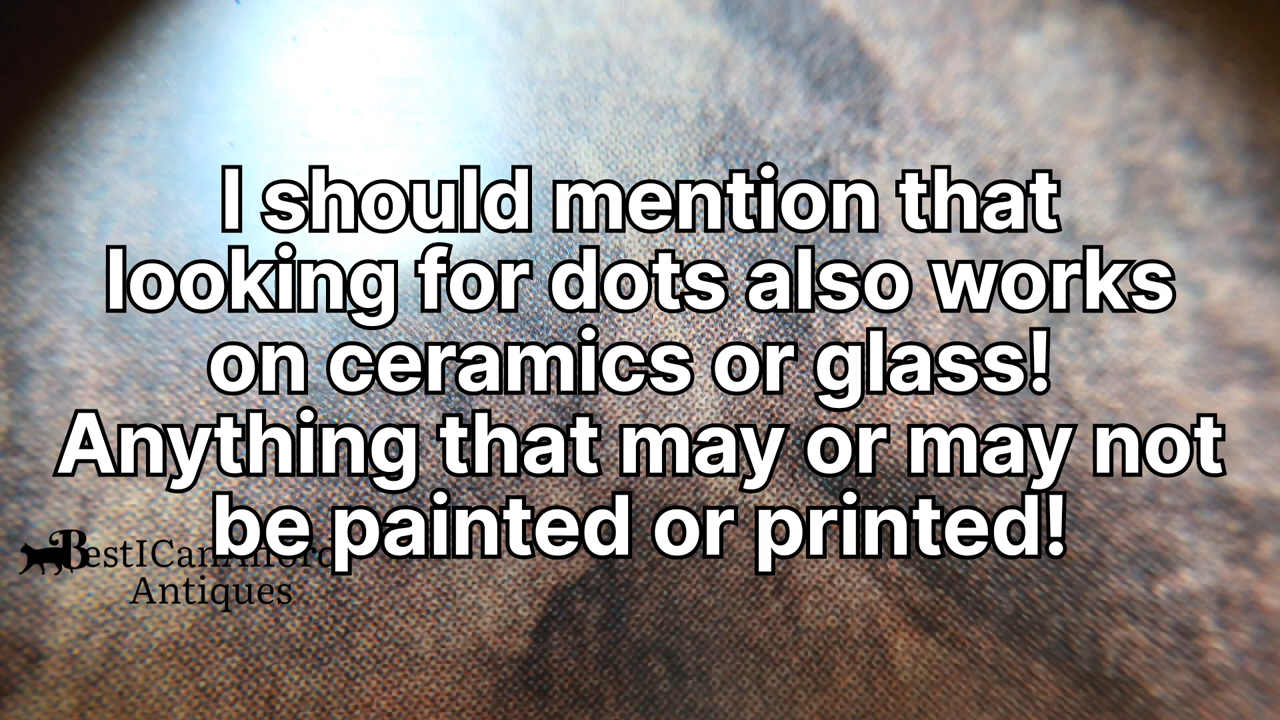 I should mention that
looking for dots also works
on ceramics or glass!
Anything that may or may not
be painted or printed!
BestICanAfford
Antiques